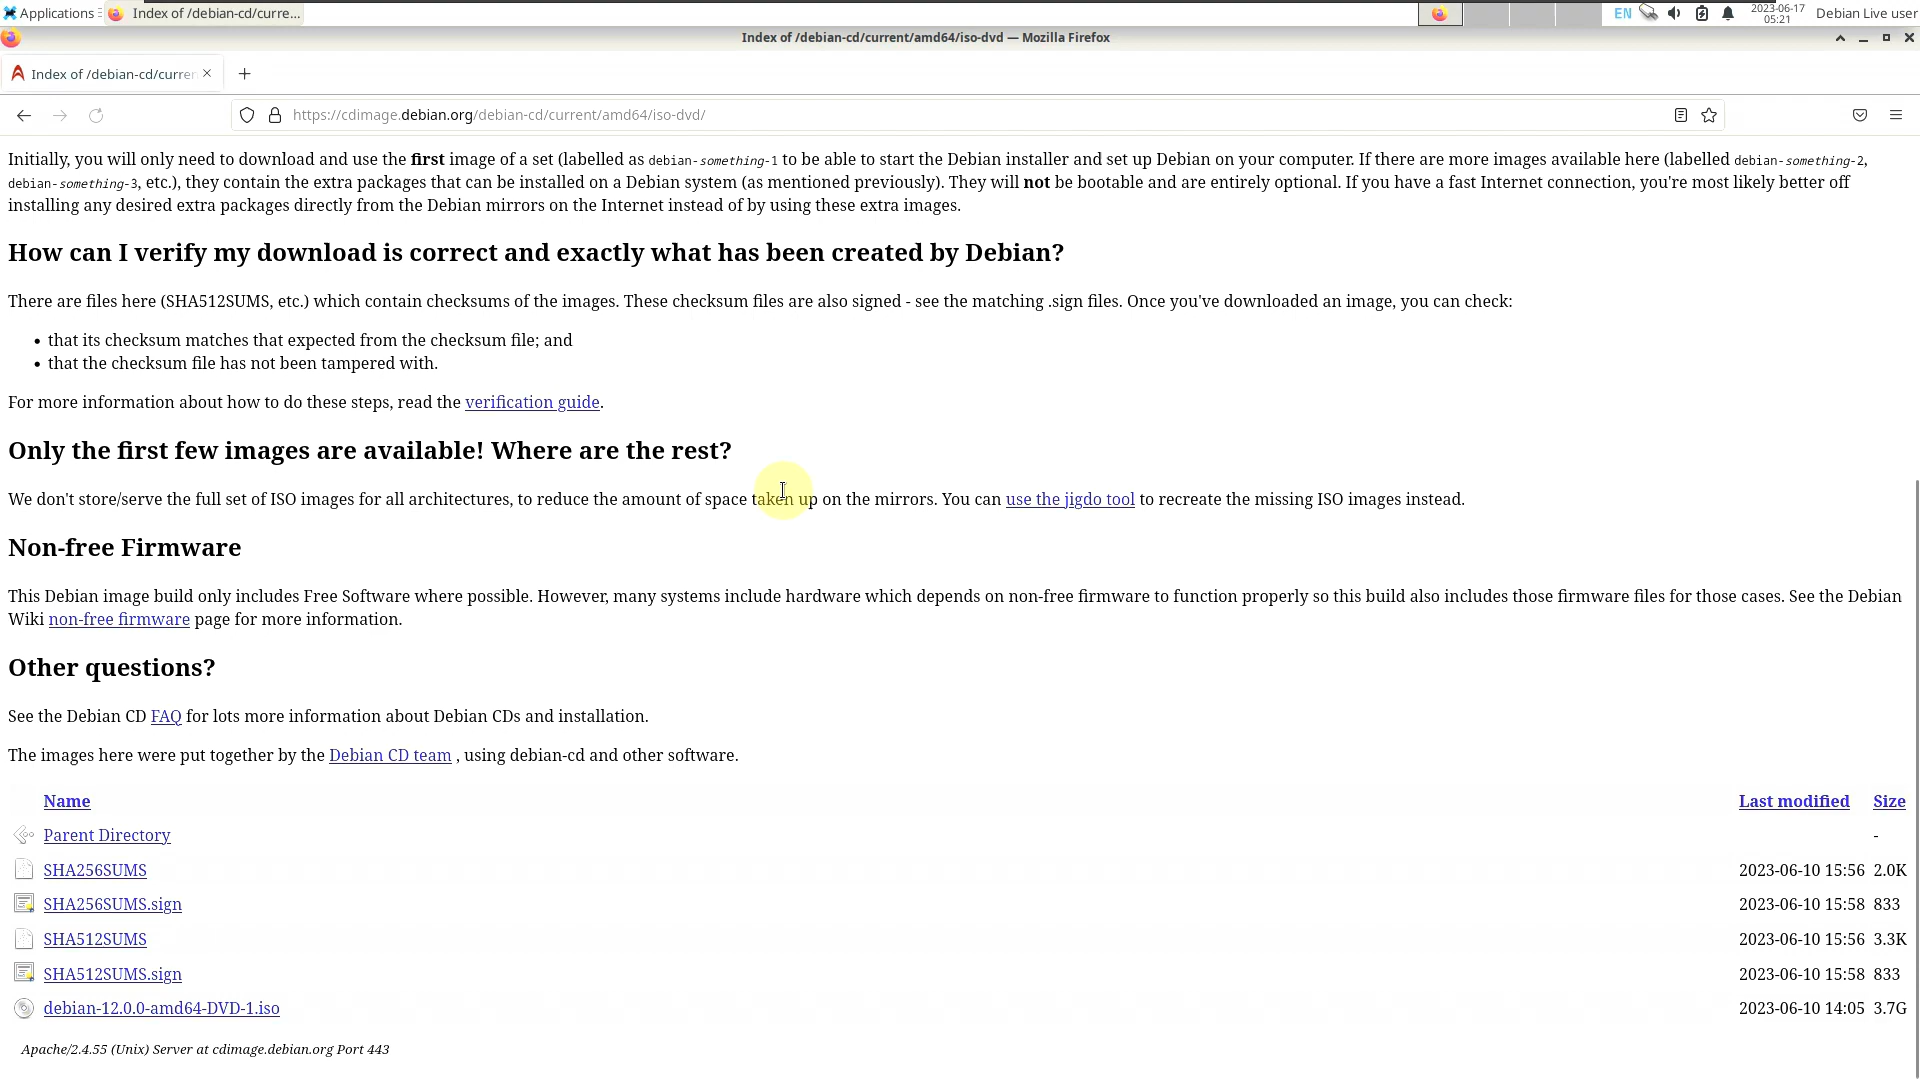 Applications
Index of /debian-cd/curre...
EN
2023-06-17
05:21
Debian Live user
Index of /debian-cd/current/amd64/iso-dvd — Mozilla Firefox
Index of /debian-cd/curre
https://cdimage.debian.org/debian-cd/current/amd64/iso-dvd/
Initially, you will only need to download and use the first image of a set (labelled as debian-something-1 to be able to start the Debian installer and set up Debian on your computer. If there are more images available here (labelled debian-something-2,
debian-something-3, etc.), they contain the extra packages that can be installed on a Debian system (as mentioned previously). They will not be bootable and are entirely optional. If you have a fast Internet connection, you're most likely better off
installing any desired extra packages directly from the Debian mirrors on the Internet instead of by using these extra images.
How can I verify my download is correct and exactly what has been created by Debian?
There are files here (SHA512SUMS, etc.) which contain checksums of the images. These checksum files are also signed - see the matching .sign files. Once you've downloaded an image, you can check:
• that its checksum matches that expected from the checksum file; and
• that the checksum file has not been tampered with.
For more information about how to do these steps, read the verification guide.
Only the first few images are available! Where are the rest?
We don't store/serve the full set of ISO images for all architectures, to reduce the amount of space taken up on the mirrors. You can use the jigdo tool to recreate the missing ISO images instead.
Non-free Firmware
This Debian image build only includes Free Software where possible. However, many systems include hardware which depends on non-free firmware to function properly so this build also includes those firmware files for those cases. See the Debian
Wiki non-free firmware page for more information.
Other questions?
See the Debian CD FAQ for lots more information about Debian CDs and installation.
The images here were put together by the Debian CD team , using debian-cd and other software.
Name Last modified Size
Parent Directory -
SHA256SUMS 2023-06-10 15:56 2.0K
SHA256SUMS.sign 2023-06-10 15:58 833
SHA512SUMS 2023-06-10 15:56 3.3K
SHA512SUMS.sign 2023-06-10 15:58 833
debian-12.0.0-amd64-DVD-1.iso 2023-06-10 14:05 3.7G
Apache/2.4.55 (Unix) Server at cdimage.debian.org Port 443